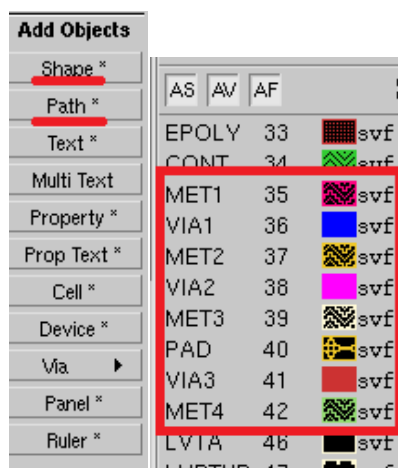 Add Objects
Shape *
Path *
Text *
Multi Text
Property *
Prop Text *
Cell *
Device *
Via
Panel *
Ruler *
AS AV AF
EPOLY 33 svf
CONT 34 svf
MET1 35 svf
VIA1 36 svf
MET2 37 svf
VIA2 38 svf
MET3 39 svf
PAD 40 svf
VIA3 41 svf
MET4 42 svf
LVTA 46 svf